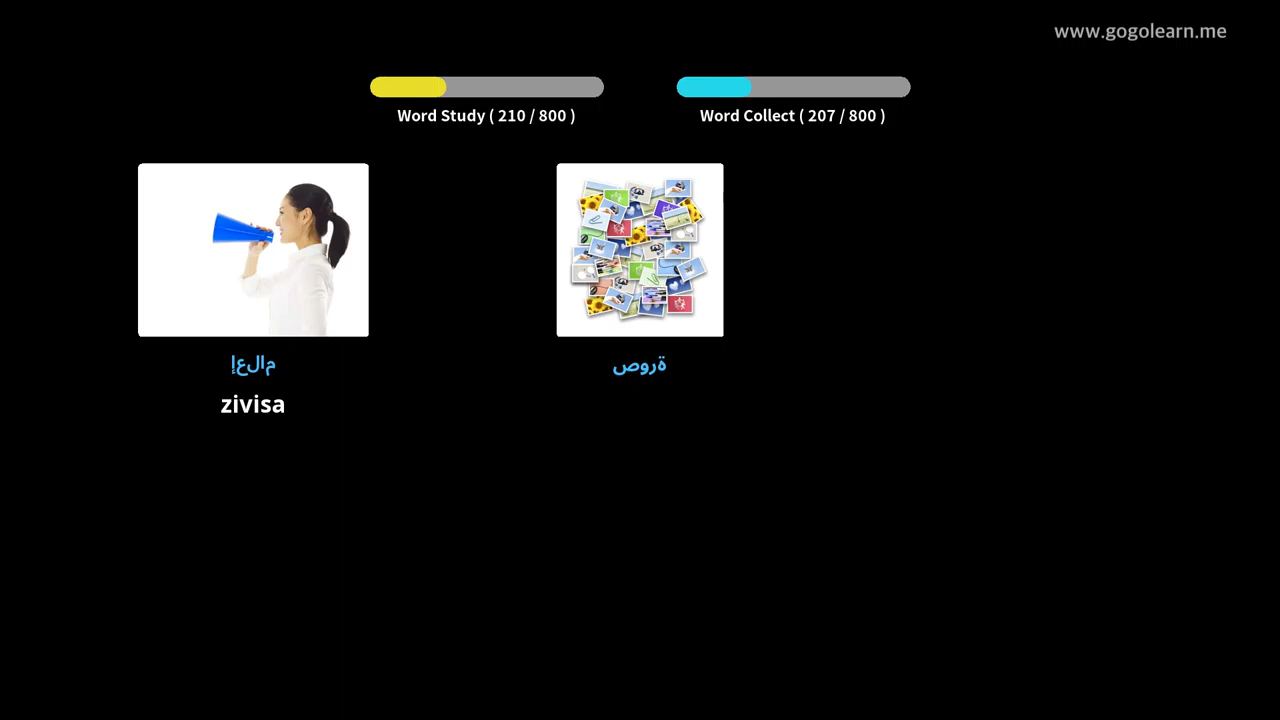 www.gogolearn.me
Word Study ( 210 / 800 )
Word Collect ( 207 / 800 )
مالعإ
zivisa
ةروص